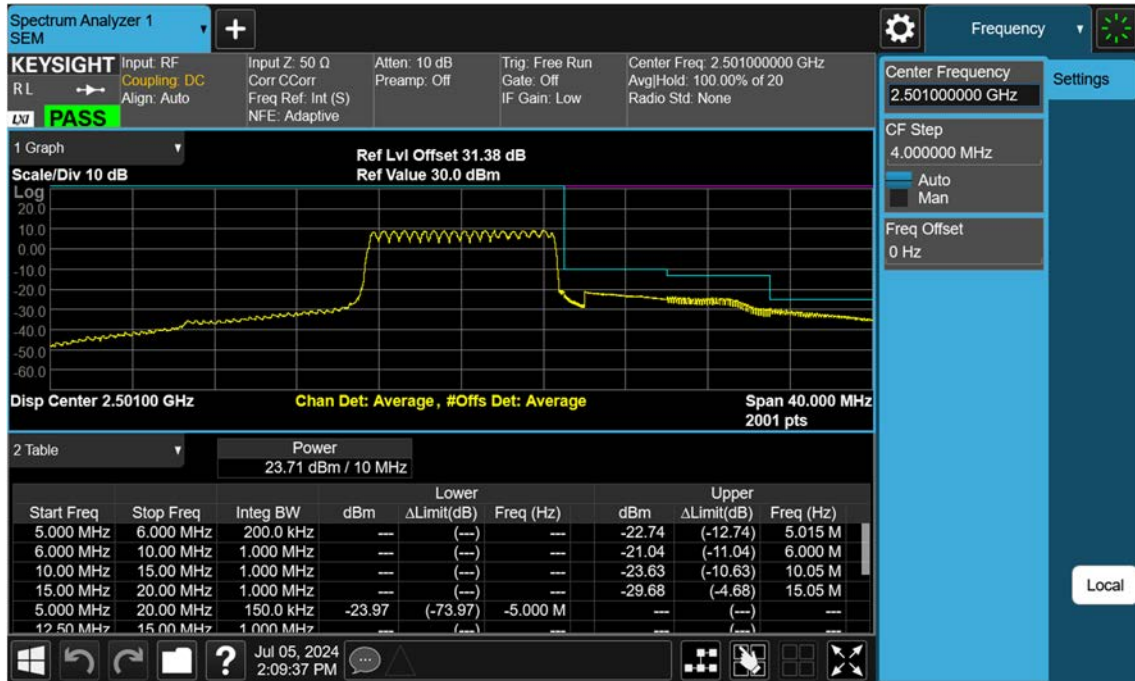 Spectrum Analyzer 1
SEM
Frequency
KEYSIGHT
R L
LXI PASS
Input: RF
Coupling: DC
Align: Auto
Input Z: 50 Ω
Corr CCorr
Freq Ref: Int (S)
NFE: Adaptive
Atten: 10 dB
Preamp: Off
Trig: Free Run
Gate: Off
IF Gain: Low
Center Freq: 2.501000000 GHz
Avg|Hold: 100.00% of 20
Radio Std: None
Center Frequency
2.501000000 GHz
Settings
CF Step
4.000000 MHz
Auto
Man
Freq Offset
0 Hz
Local
1 Graph
Scale/Div 10 dB
Ref Lvl Offset 31.38 dB
Ref Value 30.0 dBm
Log
20.0
10.0
0.00
-10.0
-20.0
-30.0
-40.0
-50.0
-60.0
Disp Center 2.50100 GHz
Chan Det: Average, #Offs Det: Average
Span 40.000 MHz
2001 pts
2 Table
Power
23.71 dBm / 10 MHz
Lower Upper
Start Freq Stop Freq Integ BW dBm ΔLimit(dB) Freq (Hz) dBm ΔLimit(dB) Freq (Hz)
5.000 MHz 6.000 MHz 200.0 kHz --- (---) --- -22.74 (-12.74) 5.015 M
6.000 MHz 10.00 MHz 1.000 MHz --- (---) --- -21.04 (-11.04) 6.000 M
10.00 MHz 15.00 MHz 1.000 MHz --- (---) --- -23.63 (-10.63) 10.05 M
15.00 MHz 20.00 MHz 1.000 MHz --- (---) --- -29.68 (-4.68) 15.05 M
5.000 MHz 20.00 MHz 150.0 kHz -23.97 (-73.97) -5.000 M --- (---) ---
12.50 MHz 15.00 MHz 1.000 MHz --- (---) --- --- (---) ---
?
Jul 05, 2024
2:09:37 PM